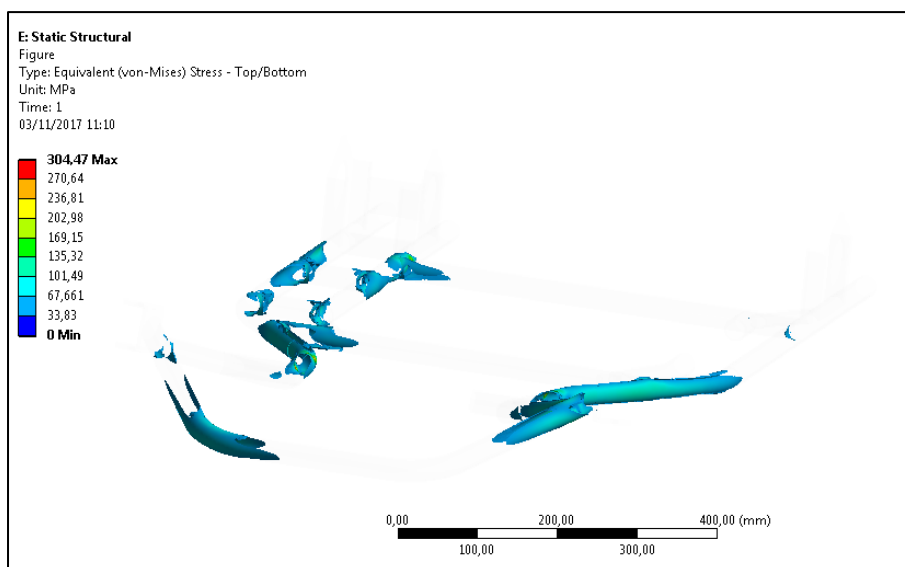 E: Static Structural
Figure
Type: Equivalent (von-Mises) Stress - Top/Bottom
Unit: MPa
Time: 1
03/11/2017 11:10
304,47 Max
270,64
236,81
202,98
169,15
135,32
101,49
67,661
33,83
0 Min
0,00 200,00 400,00 (mm)
100,00 300,00